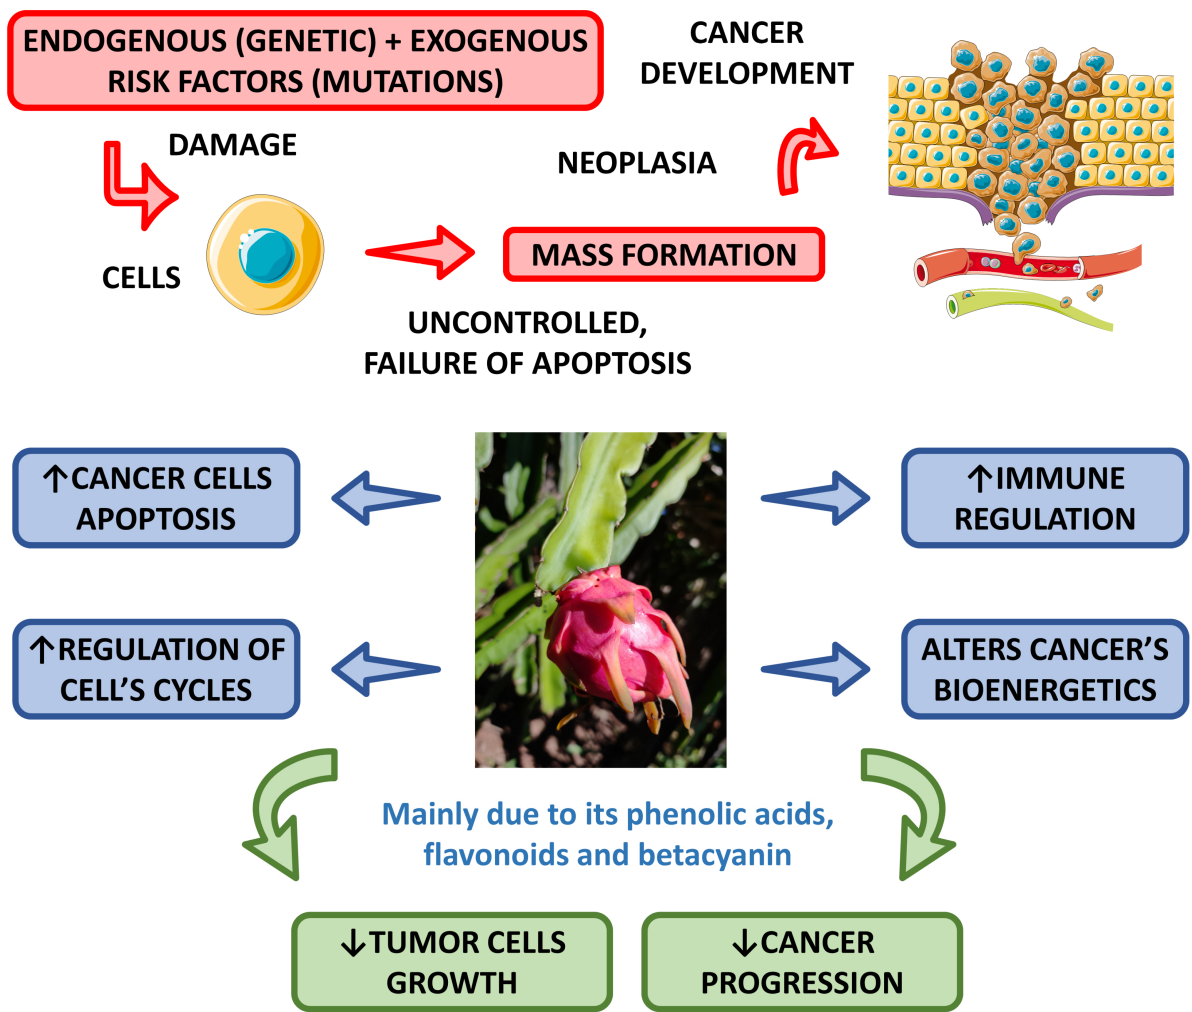 ENDOGENOUS (GENETIC) + EXOGENOUS
RISK FACTORS (MUTATIONS)
CANCER
DEVELOPMENT
DAMAGE
NEOPLASIA
CELLS
MASS FORMATION
UNCONTROLLED,
FAILURE OF APOPTOSIS
↑CANCER CELLS
APOPTOSIS
↑IMMUNE
REGULATION
↑REGULATION OF
CELL’S CYCLES
ALTERS CANCER’S
BIOENERGETICS
Mainly due to its phenolic acids,
flavonoids and betacyanin
↓TUMOR CELLS
GROWTH
↓CANCER
PROGRESSION